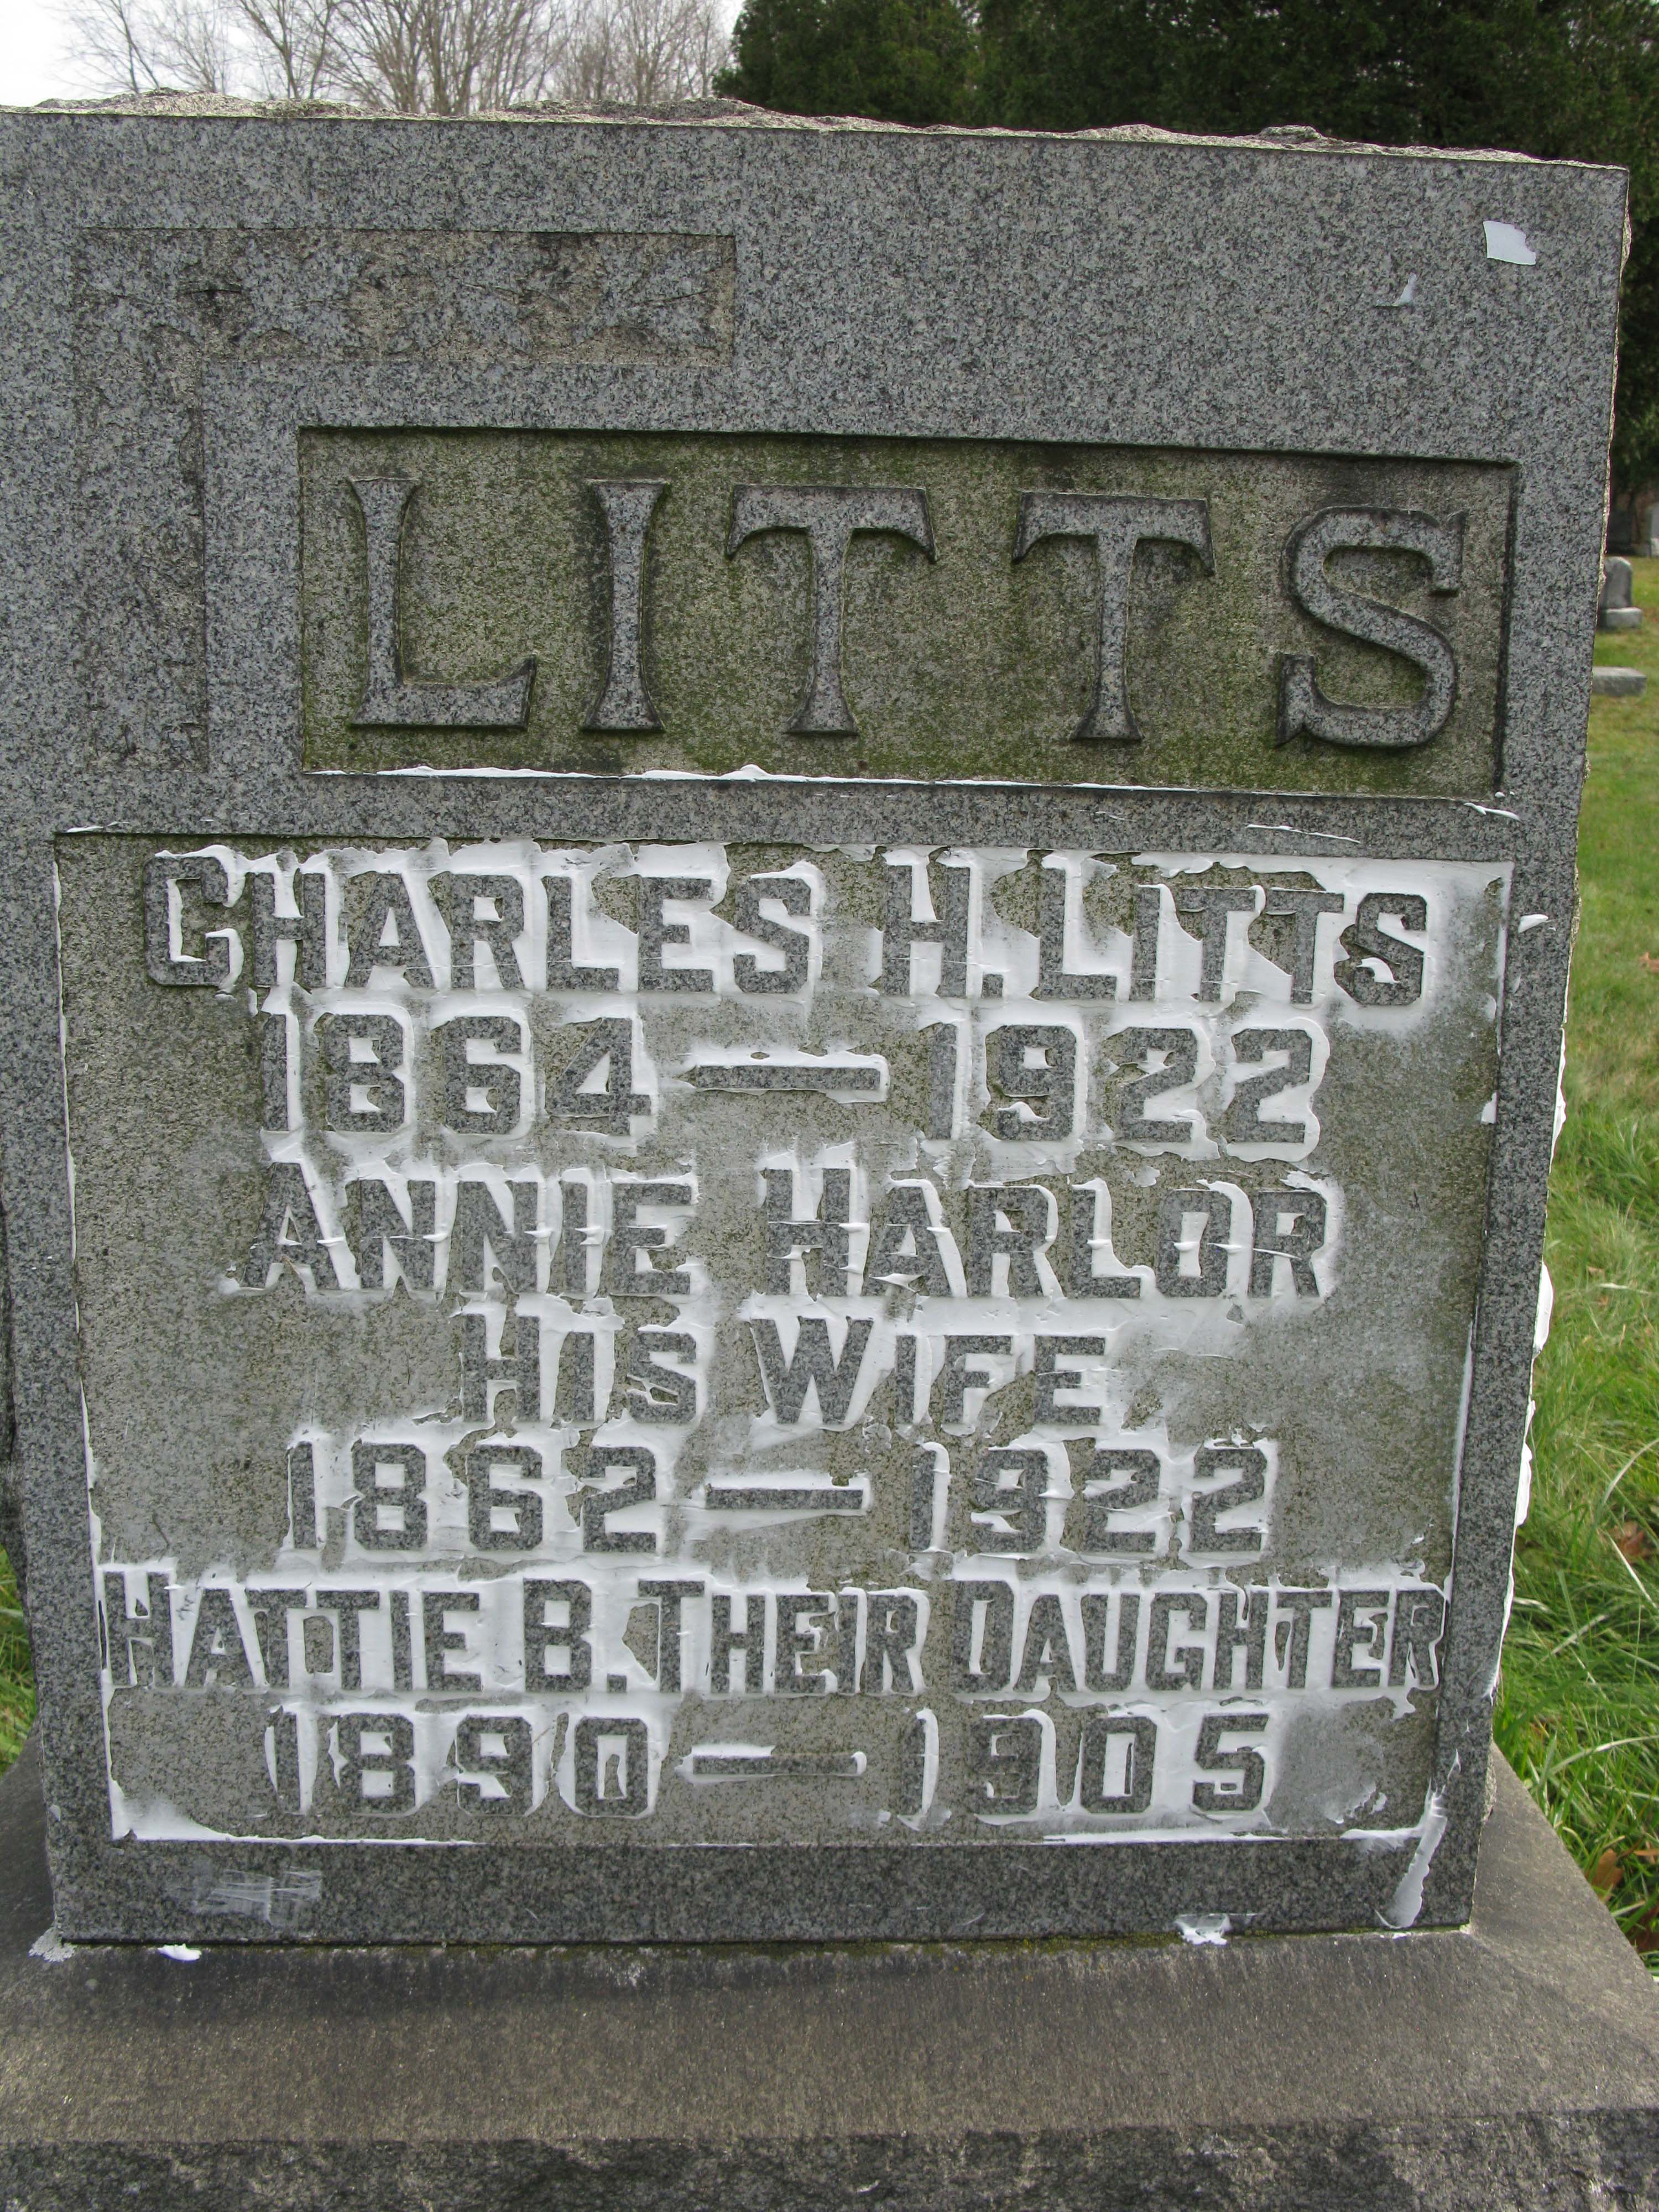 LITTS
CHARLES H. LITTS
1864 — 1922
ANNIE HARLOR
HIS WIFE
1862 — 1922
HATTIE B. THEIR DAUGHTER
1890 — 1905